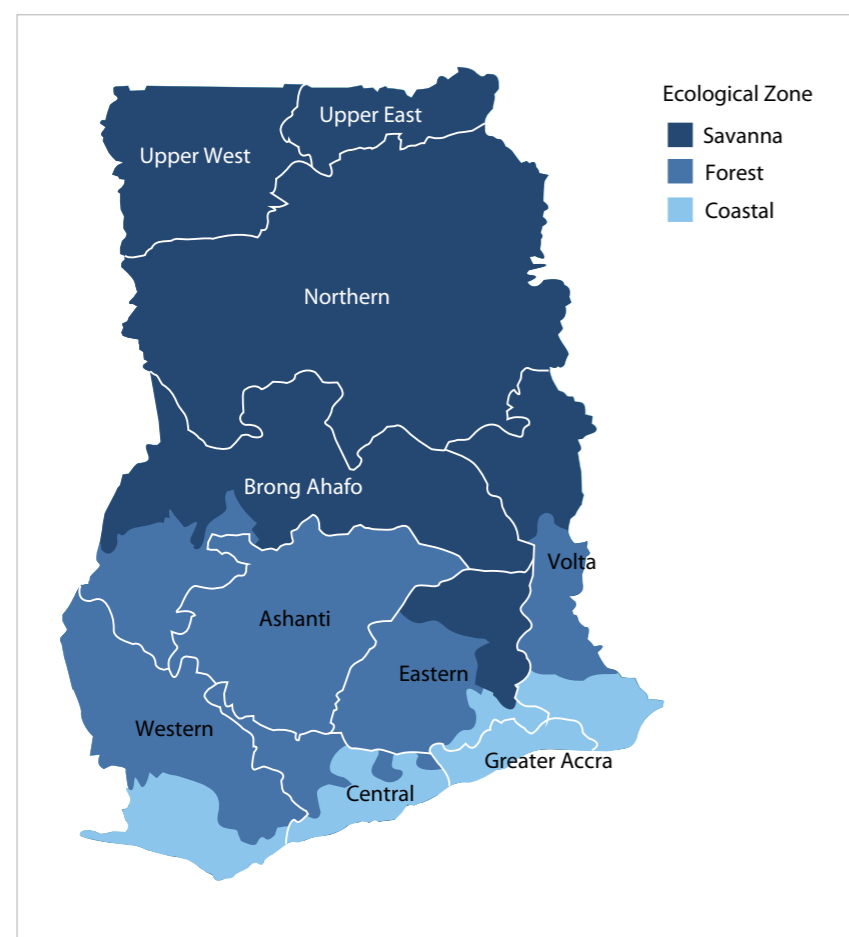 Ecological Zone
Savanna
Forest
Coastal
Upper East
Upper West
Northern
Brong Ahafo
Volta
Ashanti
Eastern
Western
Greater Accra
Central